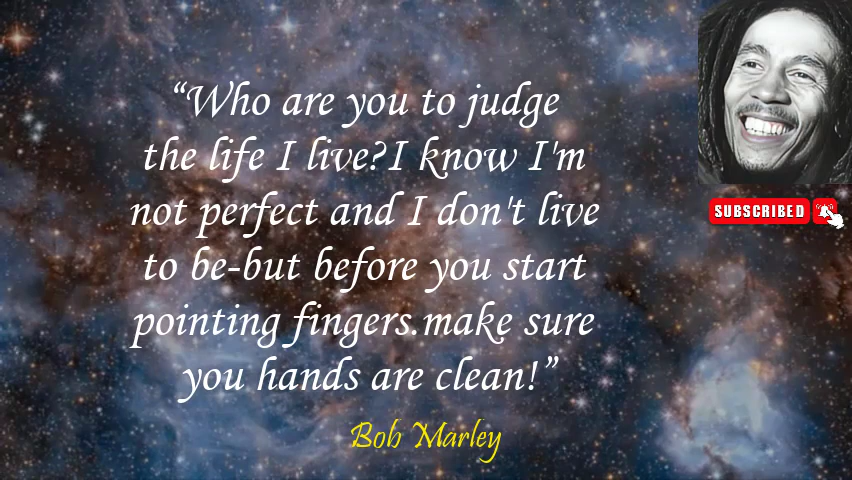 “Who are you to judge
the life I live?I know I'm
not perfect and I don't live
to be-but before you start
pointing fingers.make sure
you hands are clean!”
Bob Marley
SUBSCRIBED